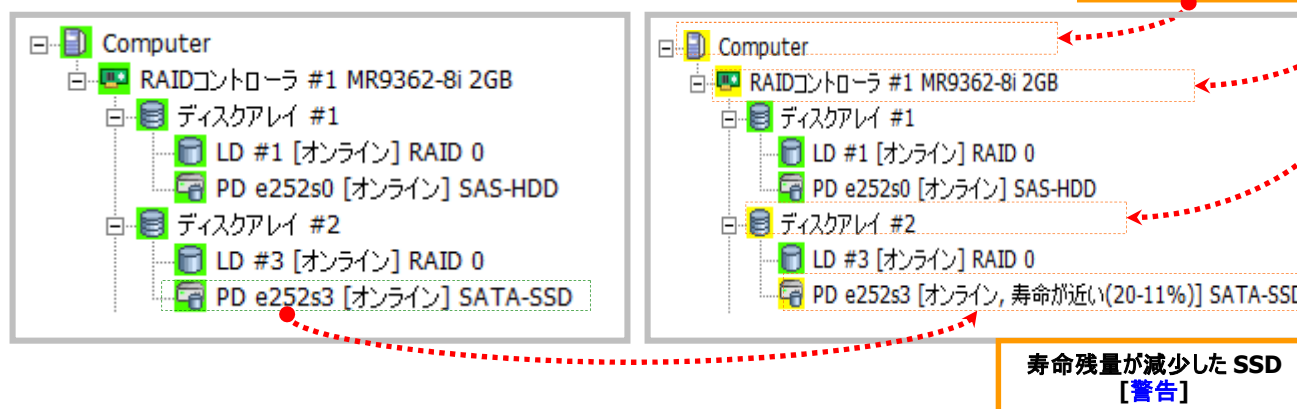 Computer
RAIDコントローラ #1 MR9362-8i 2GB
ディスクアレイ #1
LD #1 [オンライン] RAID 0
PD e252s0 [オンライン] SAS-HDD
ディスクアレイ #2
LD #3 [オンライン] RAID 0
PD e252s3 [オンライン] SATA-SSD
Computer
RAIDコントローラ #1 MR9362-8i 2GB
ディスクアレイ #1
LD #1 [オンライン] RAID 0
PD e252s0 [オンライン] SAS-HDD
ディスクアレイ #2
LD #3 [オンライン] RAID 0
PD e252s3 [オンライン, 寿命が近い(20-11%)] SATA-SSD
寿命残量が減少した SSD
[警告]